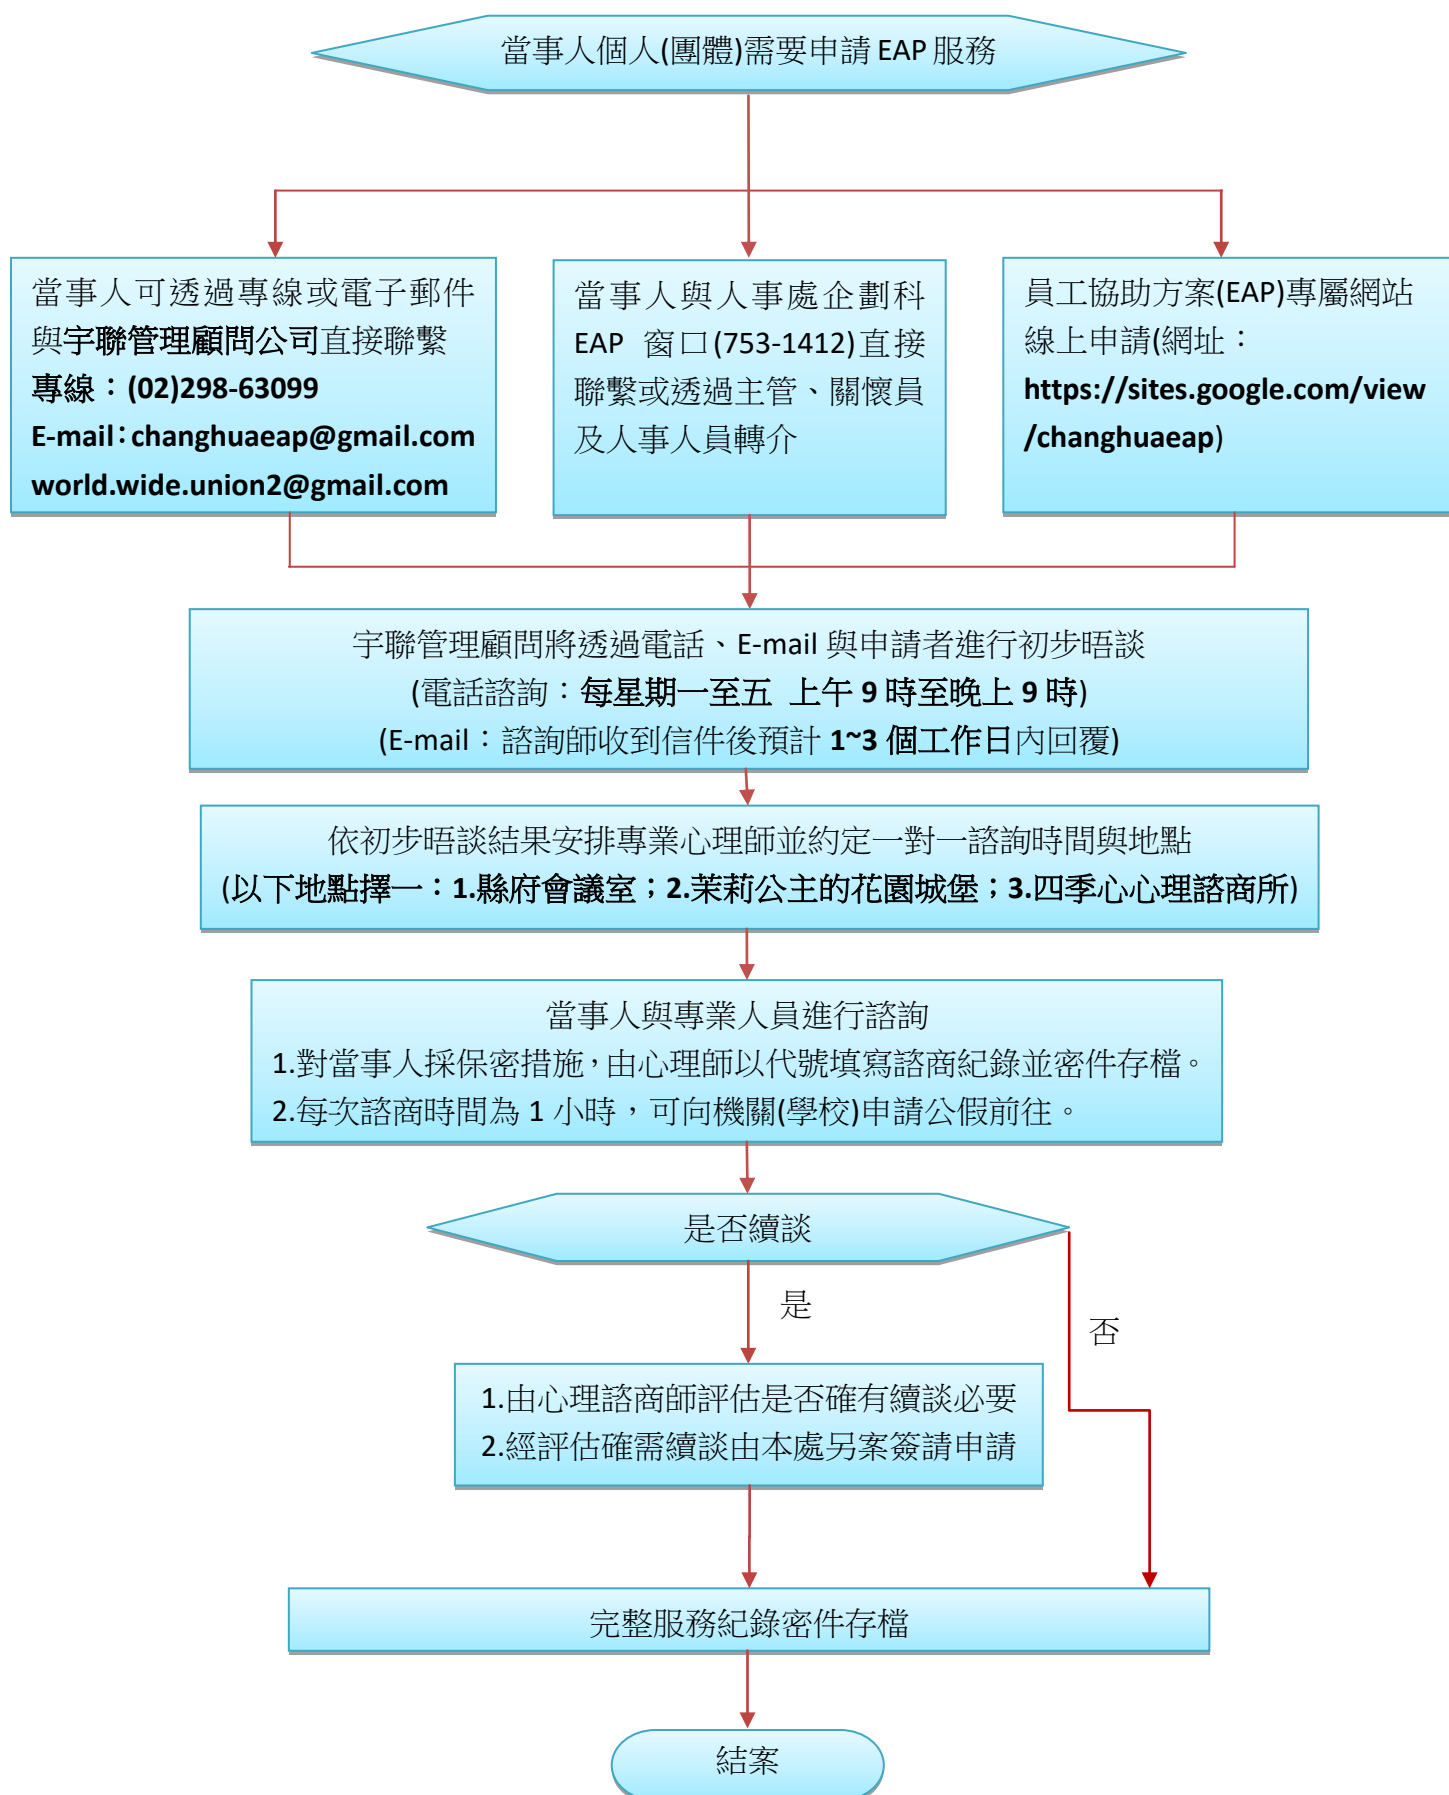 當事人個人(團體)需要申請 EAP 服務
當事人可透過專線或電子郵件
與宇聯管理顧問公司直接聯繫
專線：(02)298-63099
E-mail：changhuaeap@gmail.com
world.wide.union2@gmail.com
當事人與人事處企劃科
EAP 窗口(753-1412)直接
聯繫或透過主管、關懷員
及人事人員轉介
員工協助方案(EAP)專屬網站
線上申請(網址：
https://sites.google.com/view
/changhuaeap)
宇聯管理顧問將透過電話、E-mail 與申請者進行初步晤談
(電話諮詢：每星期一至五 上午 9 時至晚上 9 時)
(E-mail：諮詢師收到信件後預計 1~3 個工作日內回覆)
依初步晤談結果安排專業心理師並約定一對一諮詢時間與地點
(以下地點擇一：1.縣府會議室；2.茉莉公主的花園城堡；3.四季心心理諮商所)
當事人與專業人員進行諮詢
1.對當事人採保密措施，由心理師以代號填寫諮商紀錄並密件存檔。
2.每次諮商時間為 1 小時，可向機關(學校)申請公假前往。
是否續談
是
否
1.由心理諮商師評估是否確有續談必要
2.經評估確需續談由本處另案簽請申請
完整服務紀錄密件存檔
結案